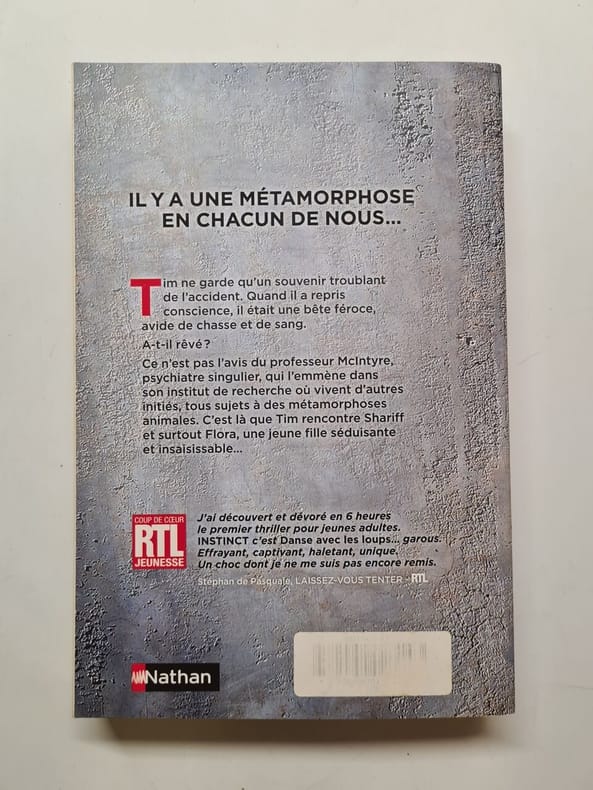 IL Y A UNE MÉTAMORPHOSE
EN CHACUN DE NOUS...
Tim ne garde qu'un souvenir troublant
de l'accident. Quand il a repris
conscience, il était une bête féroce,
avide de chasse et de sang.
A-t-il rêvé ?
Ce n'est pas l'avis du professeur McIntyre,
psychiatre singulier, qui l'emmène dans
son institut de recherche où vivent d'autres
initiés, tous sujets à des métamorphoses
animales. C'est là que Tim rencontre Shariff
et surtout Flora, une jeune fille séduisante
et insaisissable...
COUP DE CŒUR
RTL
JEUNESSE
J'ai découvert et dévoré en 6 heures
le premier thriller pour jeunes adultes.
INSTINCT c'est Danse avec les loups... garous.
Effrayant, captivant, haletant, unique.
Un choc dont je ne me suis pas encore remis.
Stéphan de Pasquale, LAISSEZ-VOUS TENTER - RTL
Nathan